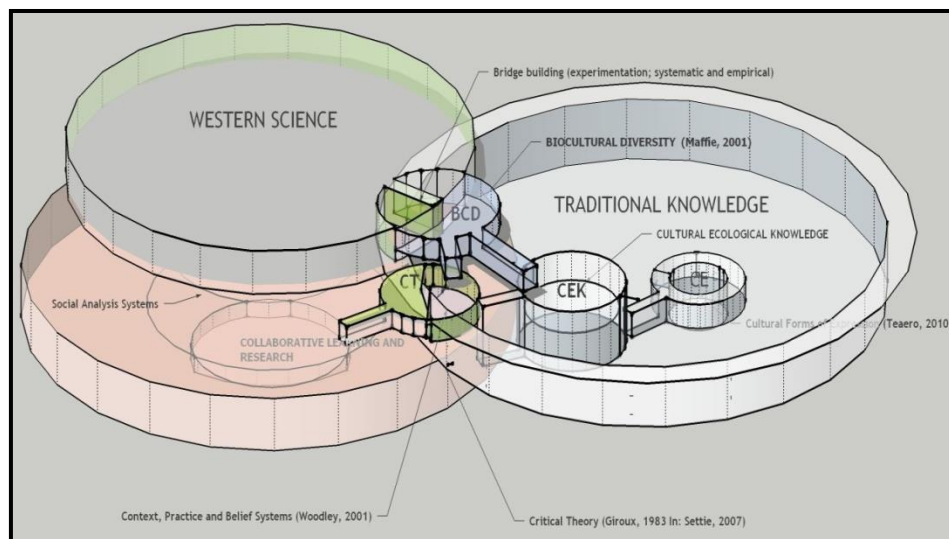 Bridge building (experimentation; systematic and empirical)
WESTERN SCIENCE
BIOCULTURAL DIVERSITY (Maffie, 2001)
BCD
TRADITIONAL KNOWLEDGE
CULTURAL ECOLOGICAL KNOWLEDGE
CT
CEK
CE
Social Analysis Systems
Cultural Forms of Expression (Teaero, 2010)
COLLABORATIVE LEARNING AND
RESEARCH
Context, Practice and Belief Systems (Woodley, 2001)
Critical Theory (Giroux, 1983 In: Settie, 2007)